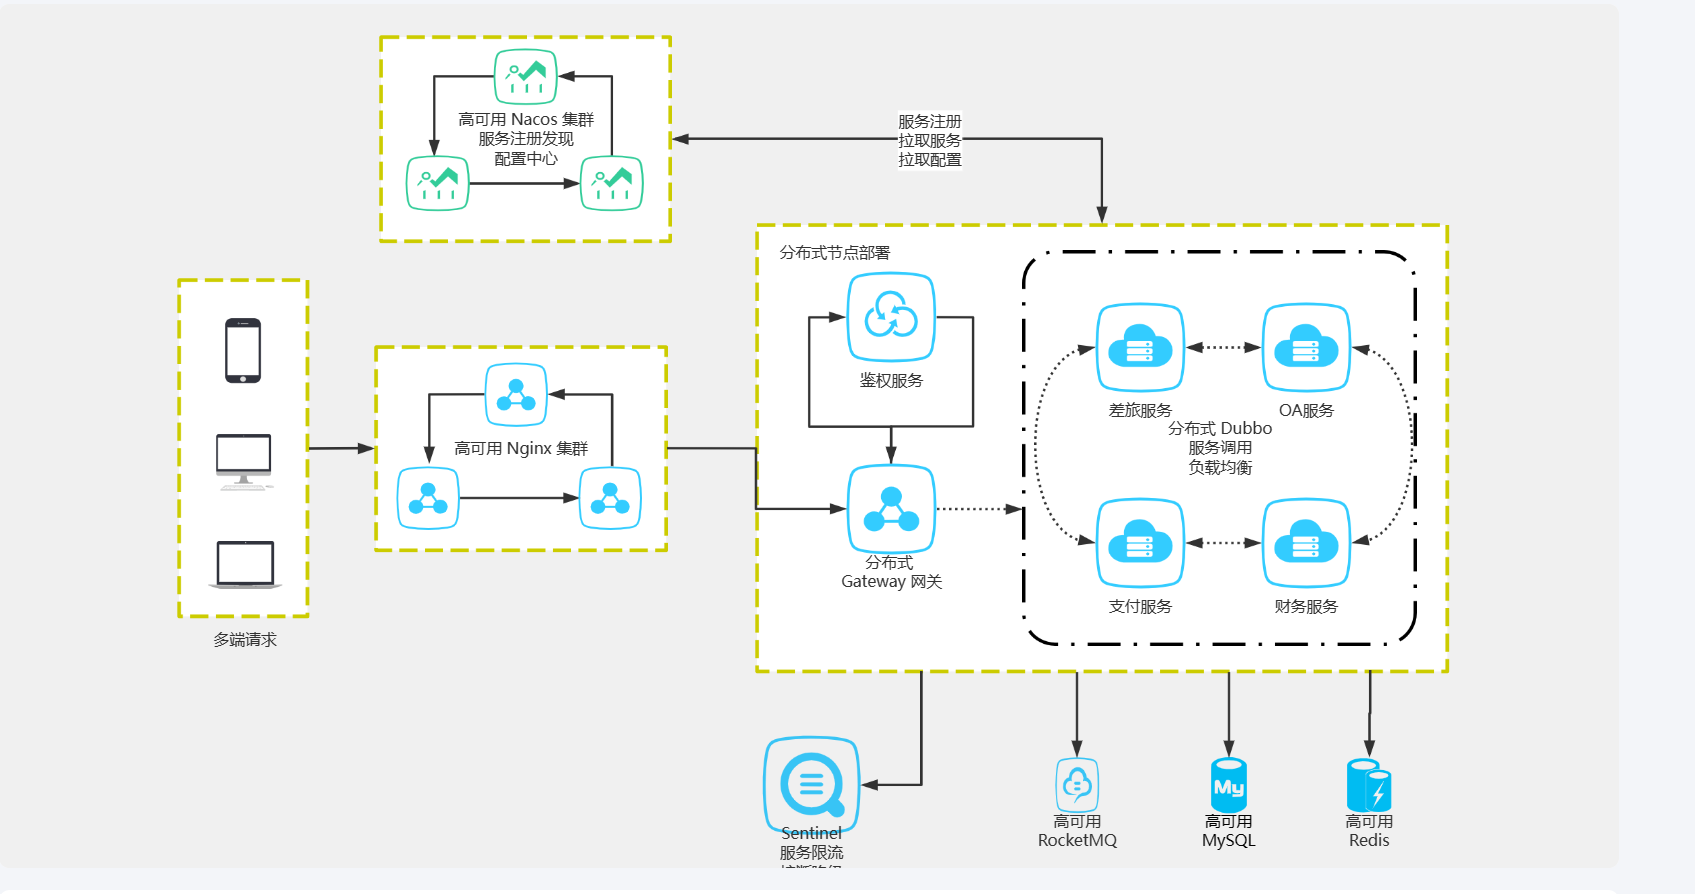 高可用 Nacos 集群
服务注册发现
配置中心
服务注册
拉取服务
拉取配置
分布式节点部署
鉴权服务
差旅服务
OA服务
分布式 Dubbo
服务调用
负载均衡
高可用 Nginx 集群
分布式
Gateway 网关
支付服务
财务服务
多端请求
Sentinel
服务限流
高可用
RocketMQ
My
高可用
MySQL
高可用
Redis